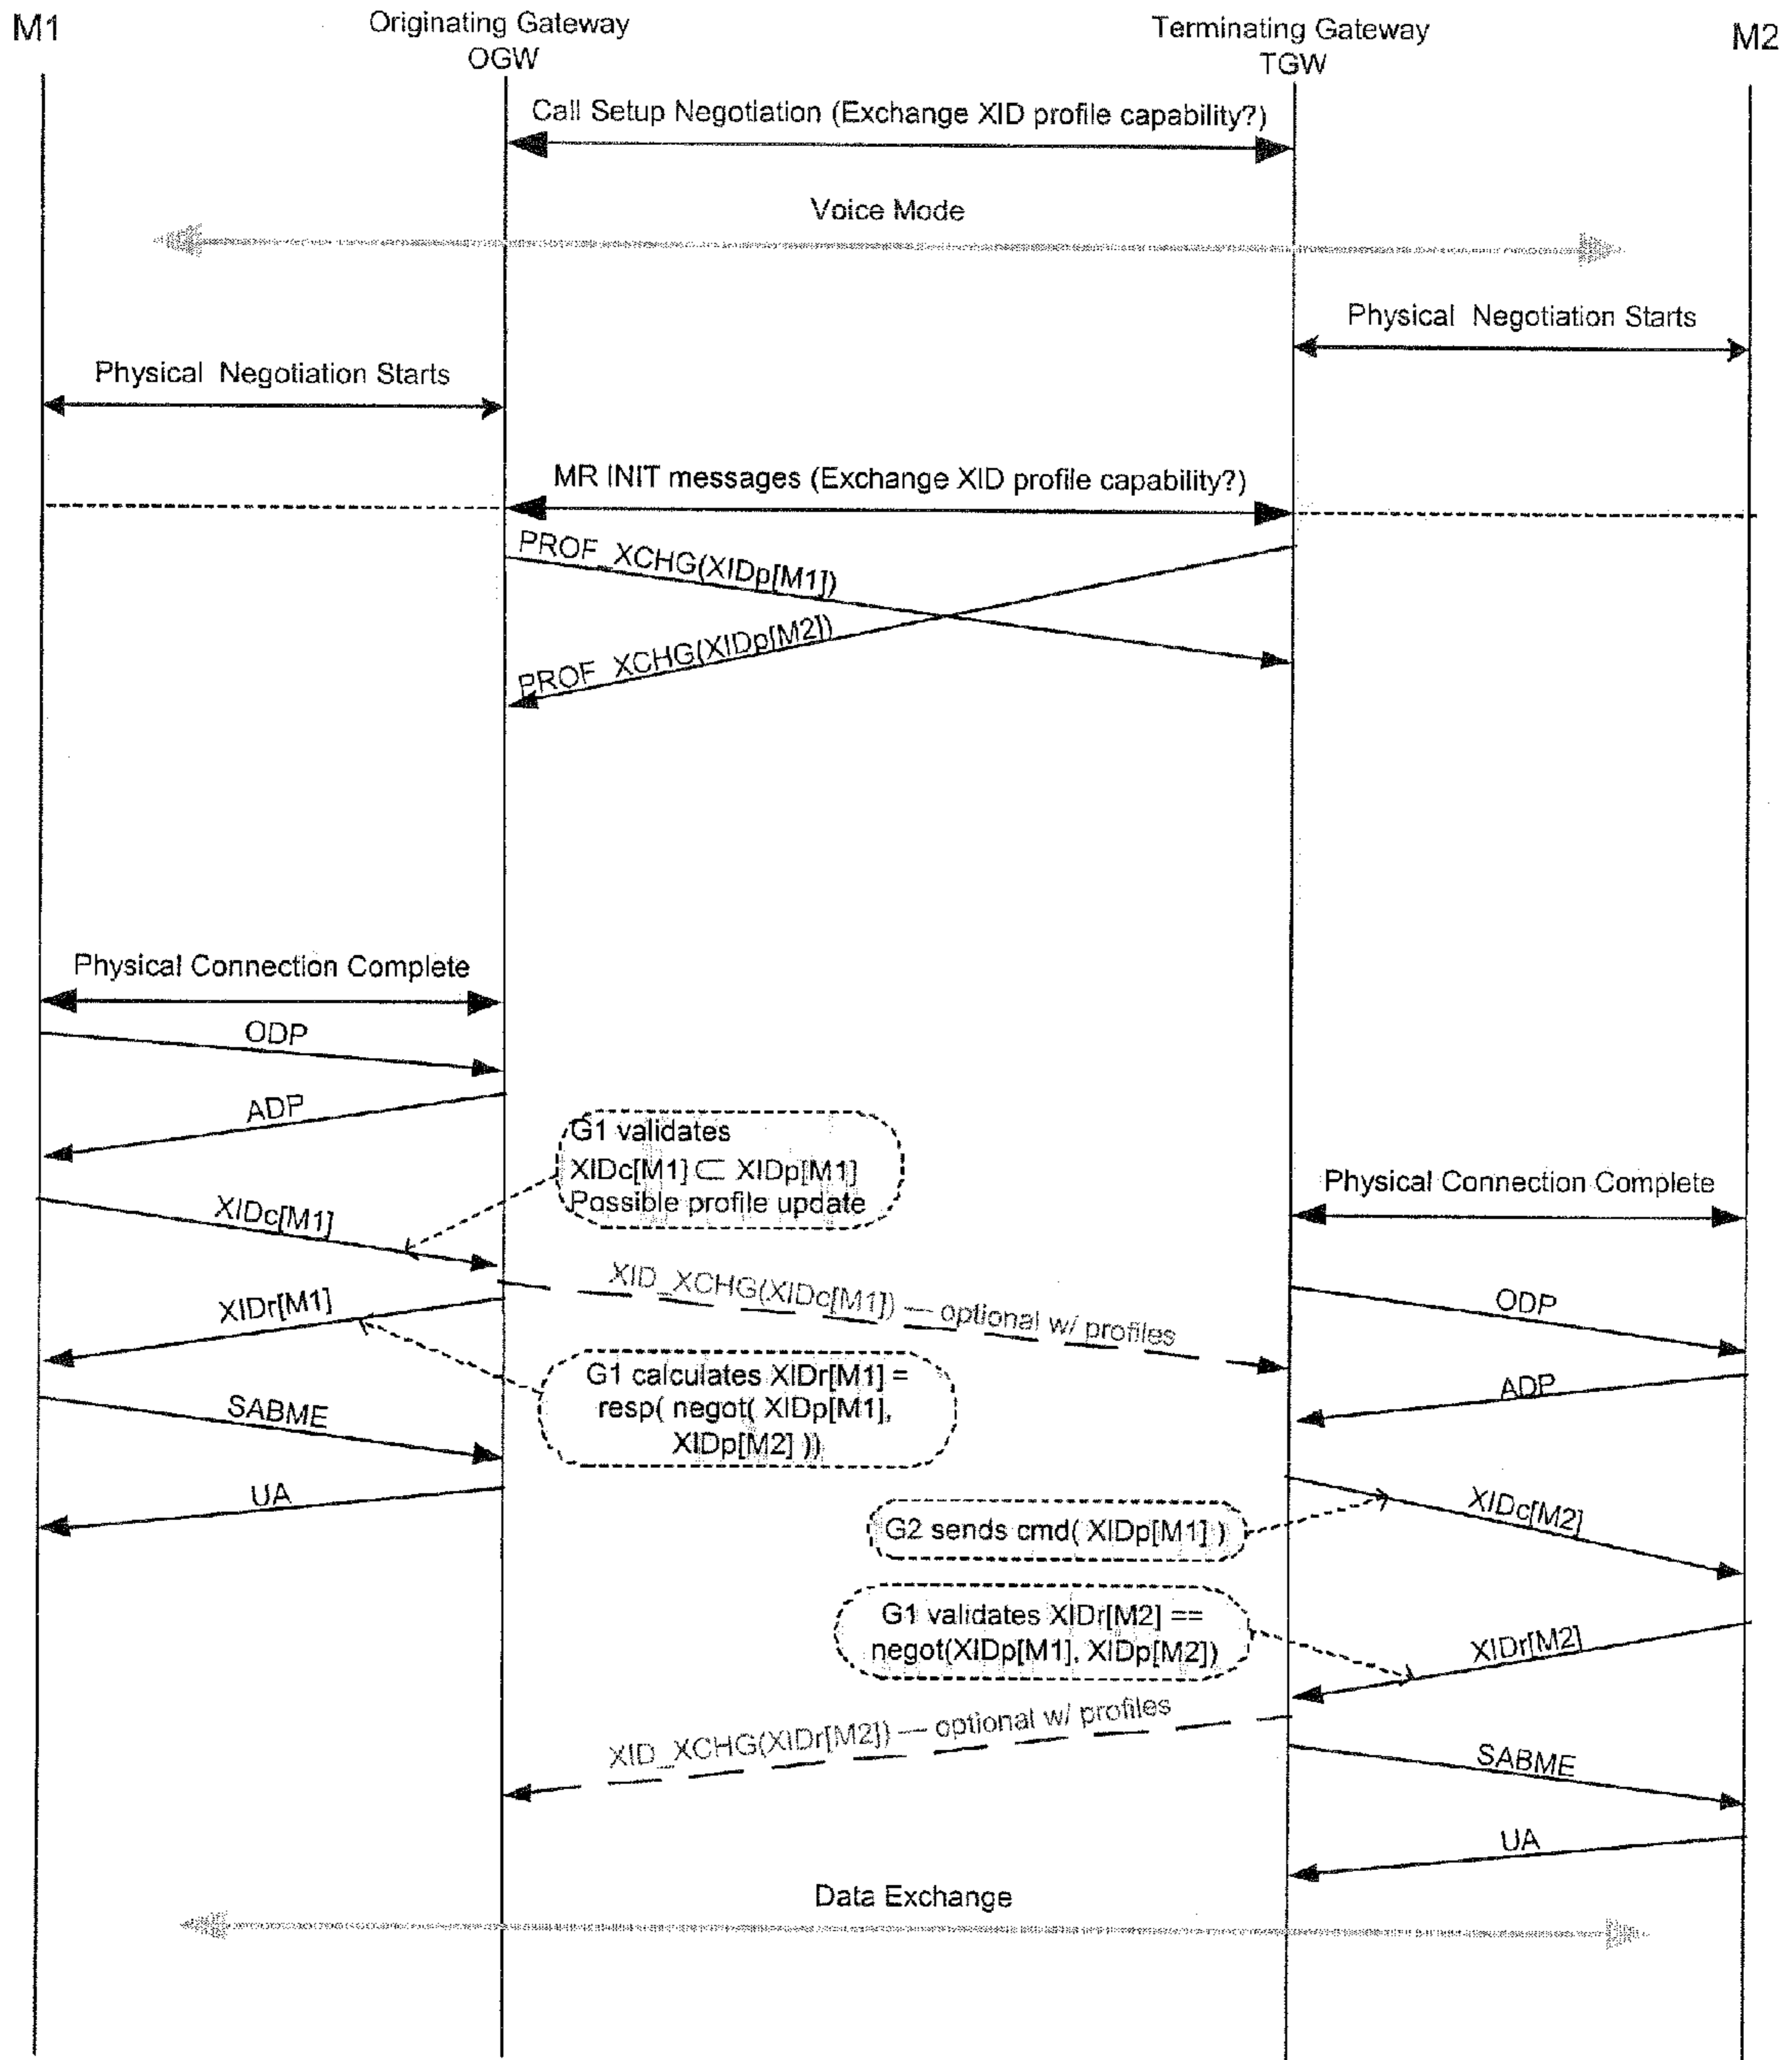 M1
Originating Gateway
OGW
Terminating Gateway
TGW
M2
Call Setup Negotiation (Exchange XID profile capability?)
Voice Mode
Physical Negotiation Starts
Physical Negotiation Starts
MR INIT messages (Exchange XID profile capability?)
PROF_XCHG(XIDp[M1])
PROF_XCHG(XIDp[M2])
Physical Connection Complete
ODP
ADP
G1 validates
XIDc[M1] ⊂ XIDp[M1]
Possible profile update
Physical Connection Complete
XIDc[M1]
XID_XCHG(XIDc[M1]) — optional w/ profiles
XIDr[M1]
ODP
G1 calculates XIDr[M1] =
resp( negot( XIDp[M1],
XIDp[M2] ))
ADP
SABME
UA
XIDc[M2]
G2 sends cmd( XIDp[M1] )
G1 validates XIDr[M2] ==
negot(XIDp[M1], XIDp[M2])
XIDr[M2]
XID_XCHG(XIDr[M2]) — optional w/ profiles
SABME
UA
Data Exchange